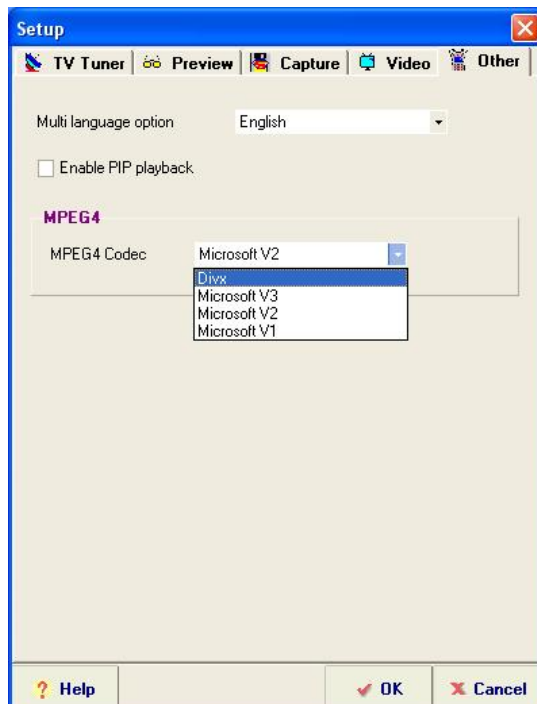 Setup
TV Tuner Preview Capture Video Other
Multi language option English
Enable PIP playback
MPEG4
MPEG4 Codec Microsoft V2
Divx
Microsoft V3
Microsoft V2
Microsoft V1
? Help OK Cancel